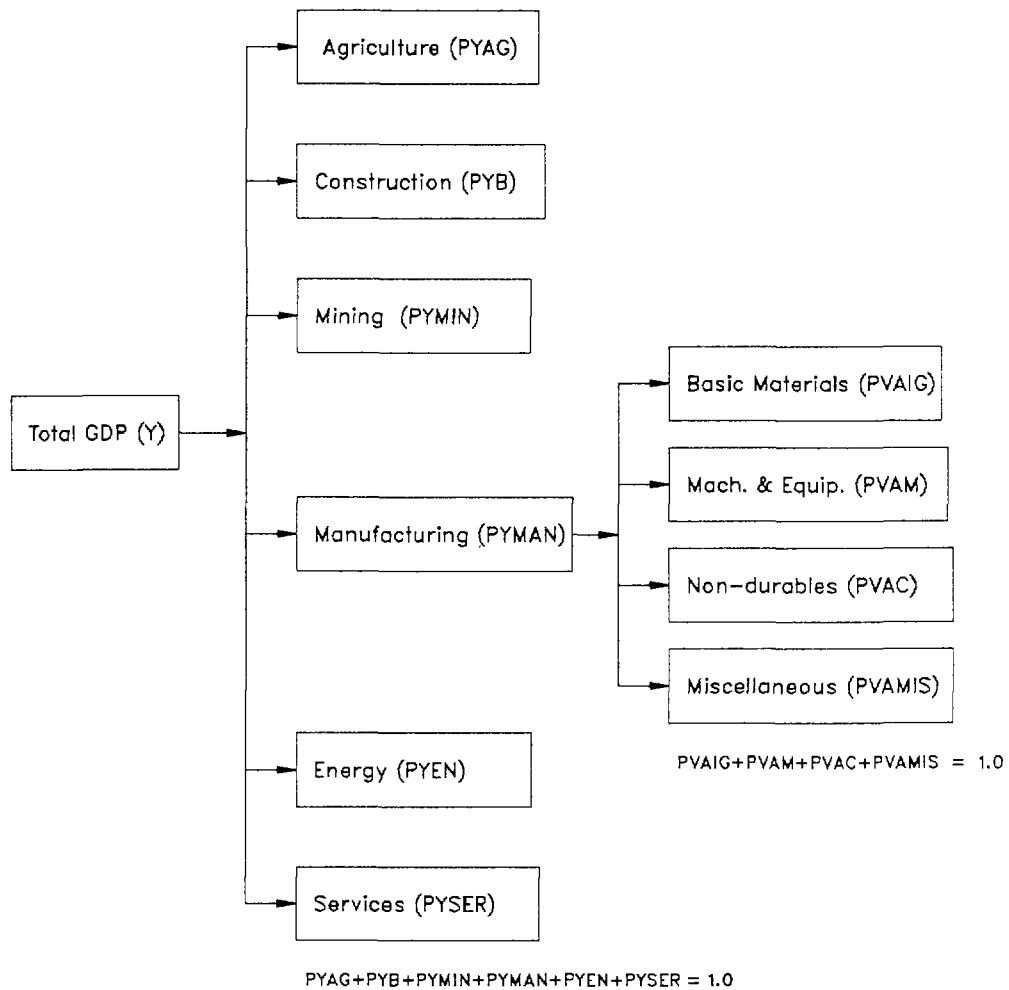 Agriculture (PYAG)
Construction (PYB)
Mining (PYMIN)
Basic Materials (PVAIG)
Total GDP (Y)
Mach. & Equip. (PVAM)
Manufacturing (PYMAN)
Non-durables (PVAC)
Miscellaneous (PVAMIS)
PVAIG+PVAM+PVAC+PVAMIS = 1.0
Energy (PYEN)
Services (PYSER)
PYAG+PYB+PYMIN+PYMAN+PYEN+PYSER = 1.0